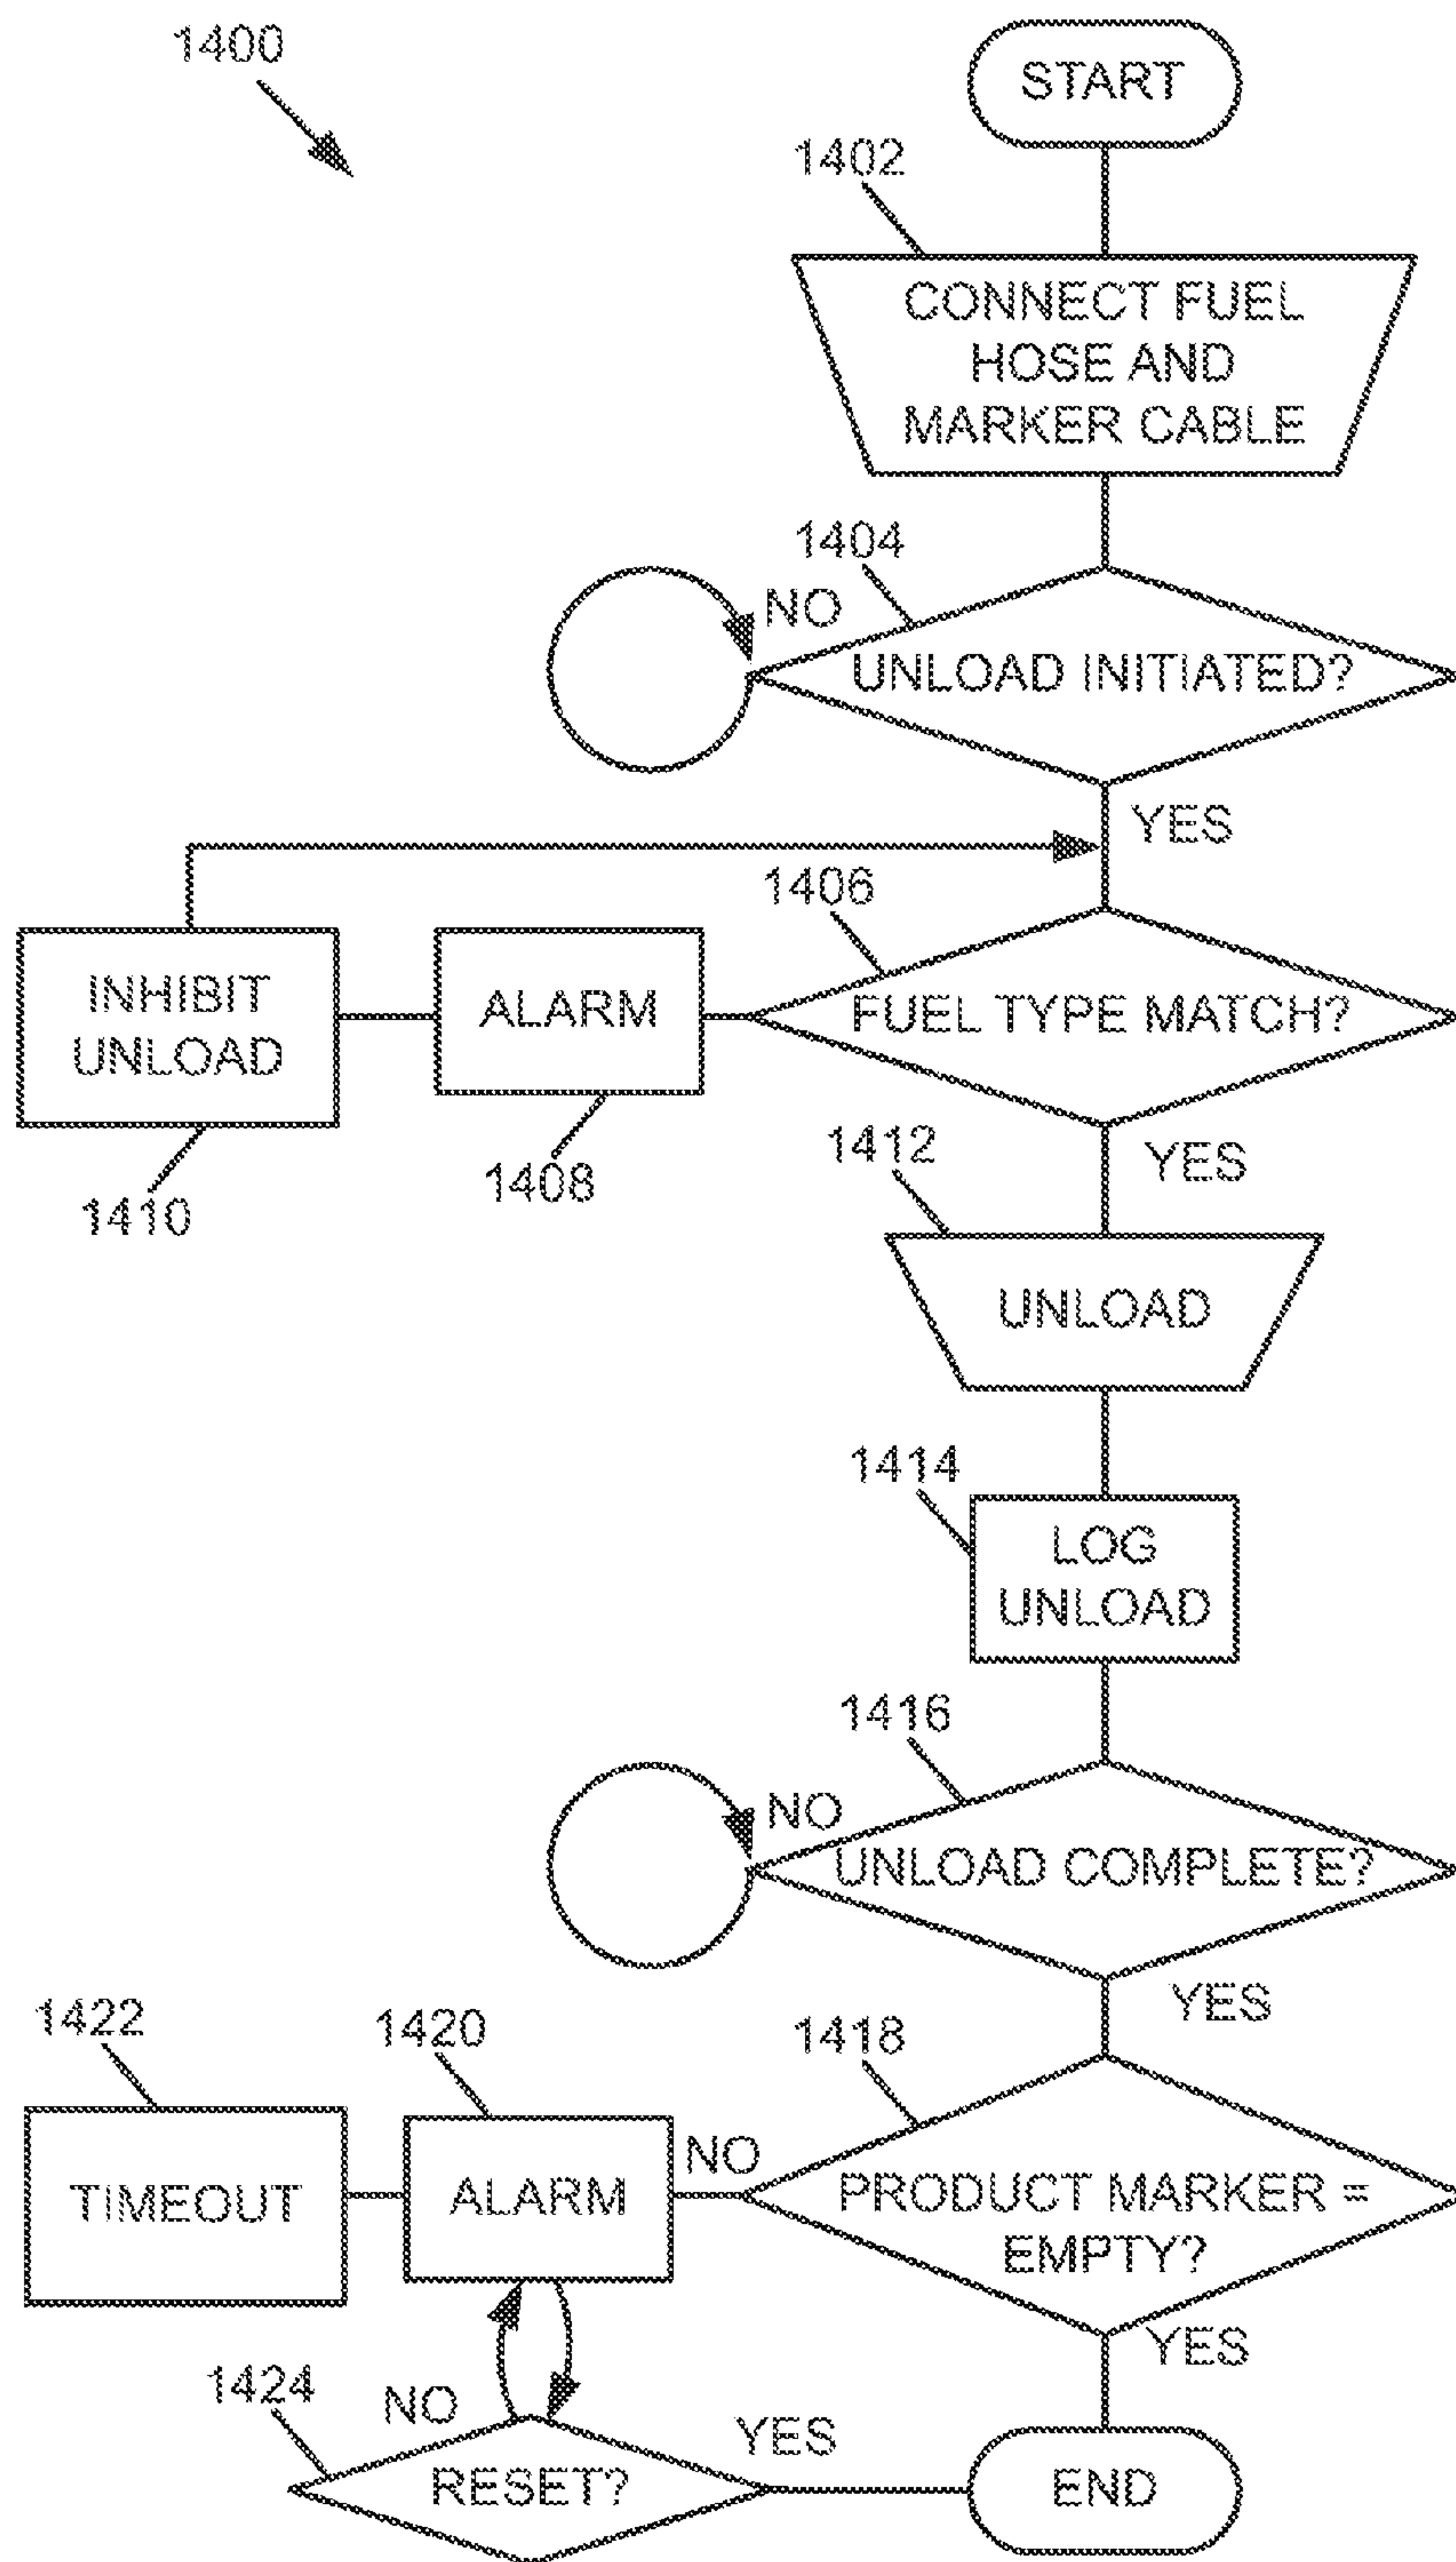 1400
START
1402
CONNECT FUEL
HOSE AND
MARKER CABLE
1404
NO
UNLOAD INITIATED?
YES
1406
INHIBIT
UNLOAD
ALARM
FUEL TYPE MATCH?
1410
1408
1412
YES
UNLOAD
1414
LOG
UNLOAD
1416
NO
UNLOAD COMPLETE?
YES
1422
1420
1418
TIMEOUT
ALARM
NO
PRODUCT MARKER =
EMPTY?
YES
1424
NO
YES
RESET?
END